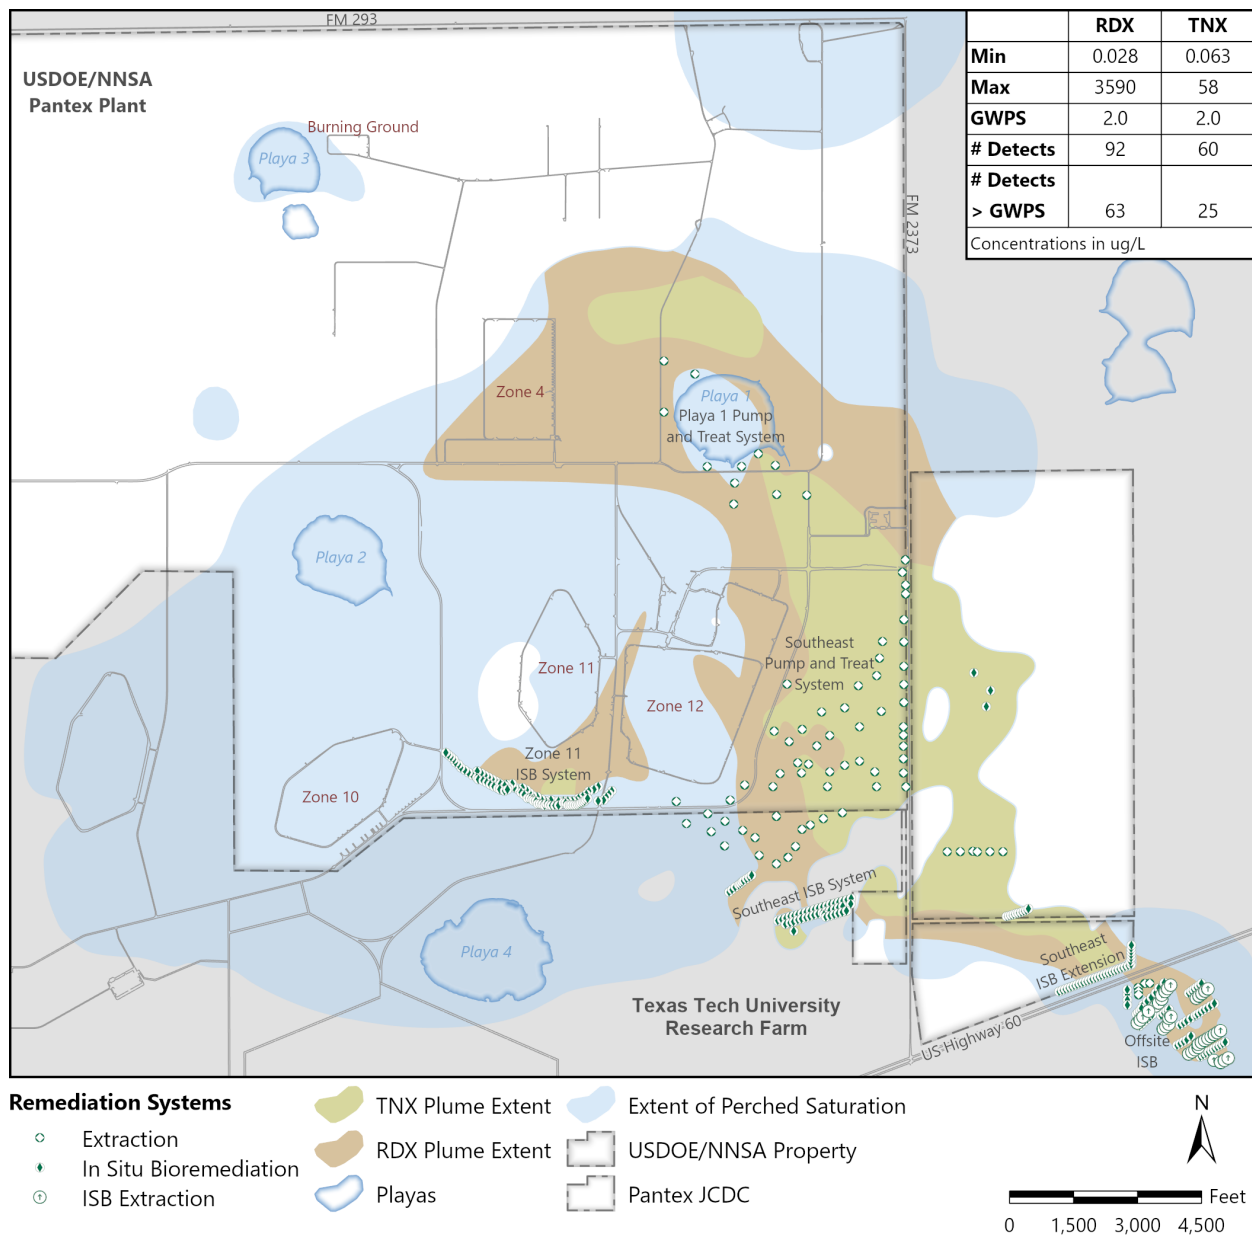 FM 293
USDOE/NNSA
Pantex Plant
RDX TNX
Min 0.028 0.063
Max 3590 58
GWPS 2.0 2.0
# Detects 92 60
# Detects
> GWPS 63 25
Concentrations in ug/L
Burning Ground
Playa 3
FM 2373
Zone 4
Playa 1
Playa 1 Pump
and Treat System
Playa 2
Zone 11
Zone 12
Southeast
Pump and Treat
System
Zone 11
ISB System
Zone 10
Southeast ISB System
Playa 4
Southeast
ISB Extension
Texas Tech University
Research Farm
US Highway 60
Offsite
ISB
Remediation Systems
Extraction
In Situ Bioremediation
ISB Extraction
TNX Plume Extent
RDX Plume Extent
Playas
Extent of Perched Saturation
USDOE/NNSA Property
Pantex JCDC
N
Feet
0 1,500 3,000 4,500